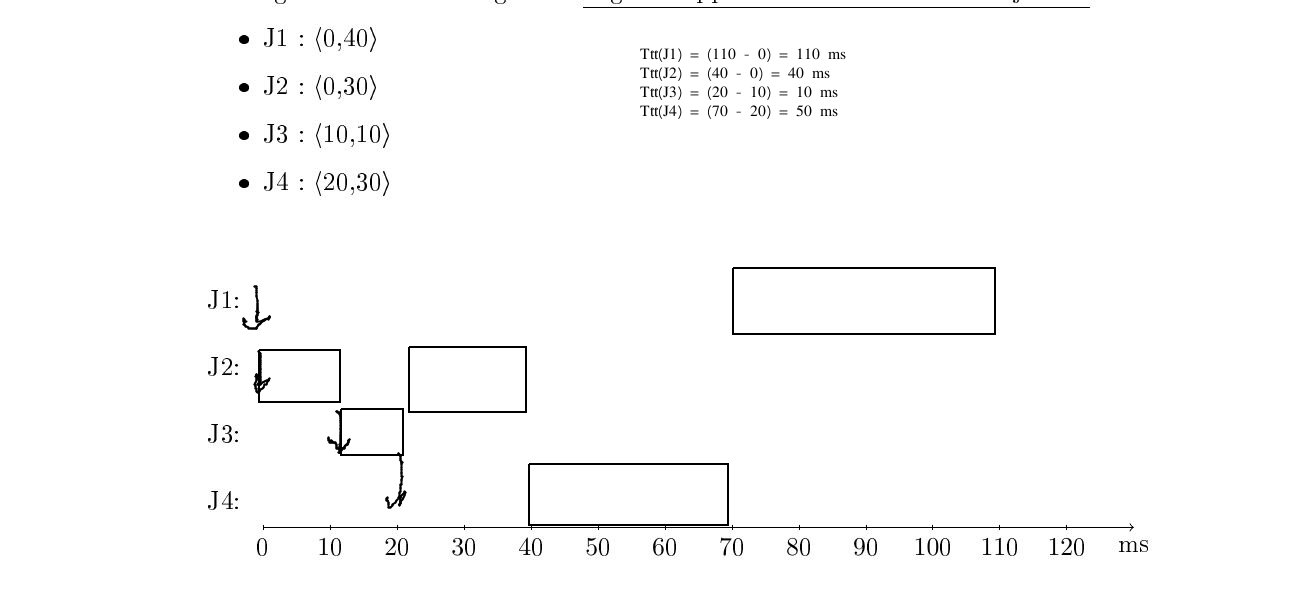 • J1 : ⟨0,40⟩
• J2 : ⟨0,30⟩
• J3 : ⟨10,10⟩
• J4 : ⟨20,30⟩
Ttt(J1) = (110 - 0) = 110 ms
Ttt(J2) = (40 - 0) = 40 ms
Ttt(J3) = (20 - 10) = 10 ms
Ttt(J4) = (70 - 20) = 50 ms
J1:
J2:
J3:
J4:
0 10 20 30 40 50 60 70 80 90 100 110 120 ms